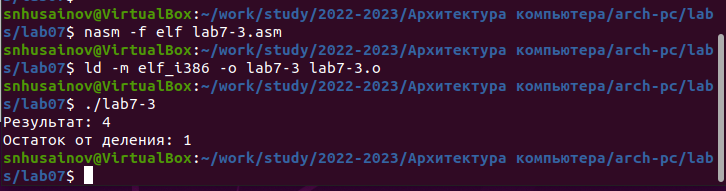 snhusainov@VirtualBox:~/work/study/2022-2023/Архитектура компьютера/arch-pc/lab
s/lab07$ nasm -f elf lab7-3.asm
snhusainov@VirtualBox:~/work/study/2022-2023/Архитектура компьютера/arch-pc/lab
s/lab07$ ld -m elf_i386 -o lab7-3 lab7-3.o
snhusainov@VirtualBox:~/work/study/2022-2023/Архитектура компьютера/arch-pc/lab
s/lab07$ ./lab7-3
Результат: 4
Остаток от деления: 1
snhusainov@VirtualBox:~/work/study/2022-2023/Архитектура компьютера/arch-pc/lab
s/lab07$